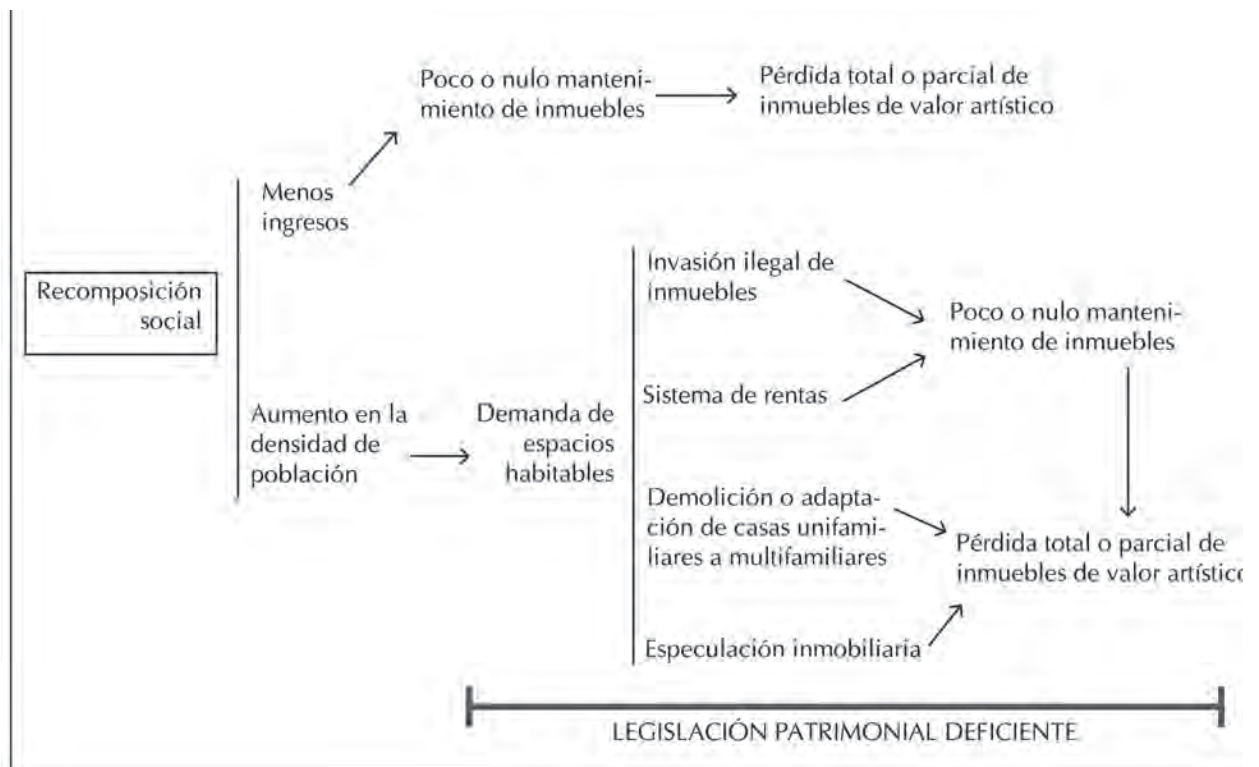 Poco o nulo manteni-
miento de inmuebles
Pérdida total o parcial de
inmuebles de valor artístico
Menos
ingresos
Recomposición
social
Aumento en la
densidad de
población
Demanda de
espacios
habitables
Invasión ilegal de
inmuebles
Sistema de rentas
Poco o nulo manteni-
miento de inmuebles
Demolición o adapta-
ción de casas unifami-
liares a multifamiliares
Especulación inmobiliaria
Pérdida total o parcial de
inmuebles de valor artístico
LEGISLACIÓN PATRIMONIAL DEFICIENTE